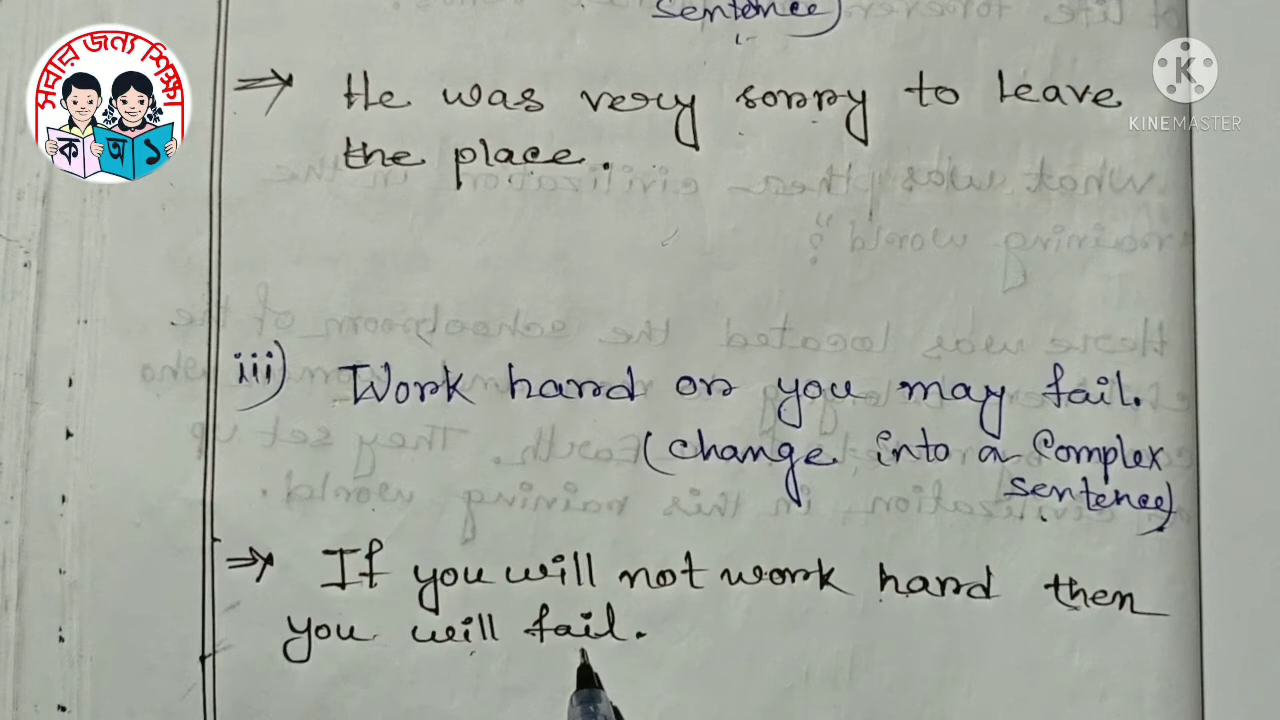 সবার জন্য শিক্ষা
ক অ ১
K
KINEMASTER
sentence)
⇒ He was very sorry to leave
the place.
iii) Work hard or you may fail.
(change into a complex
sentence)
⇒ If you will not work hard then
you will fail.